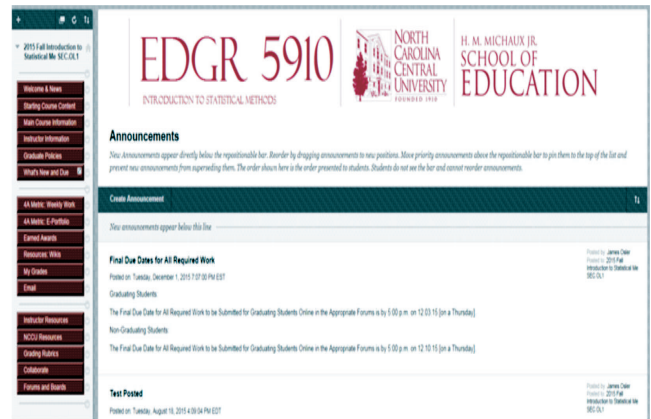 2015 Fall Introduction to
Statistical Me SEC.OL1
Welcome & News
Starting Course Content
Main Course Information
Instructor Information
Graduate Policies
What's New and Due
4A Metric: Weekly Work
4A Metric: E-Portfolio
Earned Awards
Resources: Wikis
My Grades
Email
Instructor Resources
NCCU Resources
Grading Rubrics
Collaborate
Forums and Boards
EDGR 5910
INTRODUCTION TO STATISTICAL METHODS
NORTH
CAROLINA
CENTRAL
UNIVERSITY
FOUNDED 1910
H. M. MICHAUX JR.
SCHOOL OF
EDUCATION
Announcements
New Announcements appear directly below the repositionable bar. Reorder by dragging announcements to new positions. Move priority announcements above the repositionable bar to pin them to the top of the list and
prevent new announcements from superseding them. The order shown here is the order presented to students. Students do not see the bar and cannot reorder announcements.
Create Announcement
New announcements appear below this line
Final Due Dates for All Required Work
Posted on: Tuesday, December 1, 2015 7:07:00 PM EST
Graduating Students
The Final Due Date for All Required Work to be Submitted for Graduating Students Online in the Appropriate Forums is by 5:00 p.m. on 12.03.15 [on a Thursday]
Non-Graduating Students
The Final Due Date for All Required Work to be Submitted for Graduating Students Online in the Appropriate Forums is by 5:00 p.m. on 12.10.15 [on a Thursday]
Posted by: James
Posted to: 2015 Fall
Introduction to Statistical Me
SEC.OL1
Test Posted
Posted on: Tuesday, August 18, 2015 4:09:04 PM EDT
Posted by: James
Posted to: 2015 Fall
Introduction to Statistical Me
SEC.OL1